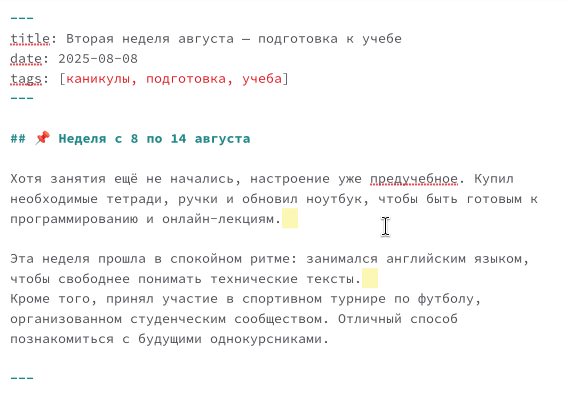 ---
title: Вторая неделя августа — подготовка к учебе
date: 2025-08-08
tags: [каникулы, подготовка, учеба]
---
## 📌 Неделя с 8 по 14 августа
Хотя занятия ещё не начались, настроение уже предучебное. Купил
необходимые тетради, ручки и обновил ноутбук, чтобы быть готовым к
программированию и онлайн-лекциям.
Эта неделя прошла в спокойном ритме: занимался английским языком,
чтобы свободнее понимать технические тексты.
Кроме того, принял участие в спортивном турнире по футболу,
организованном студенческим сообществом. Отличный способ
познакомиться с будущими однокурсниками.
---